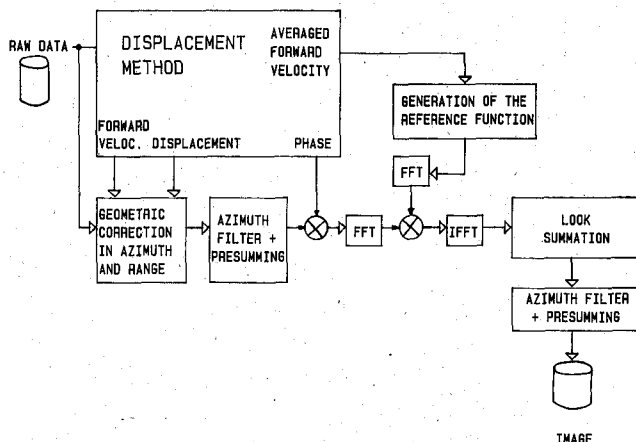 RAW DATA
DISPLACEMENT
METHOD
AVERAGED
FORWARD
VELOCITY
FORWARD
VELOC. DISPLACEMENT
PHASE
GENERATION OF THE
REFERENCE FUNCTION
FFT
GEOMETRIC
CORRECTION
IN AZIMUTH
AND RANGE
AZIMUTH
FILTER +
PRESUMMING
FFT
IFFT
LOOK
SUMMATION
AZIMUTH FILTER
+ PRESUMMING
IMAGE